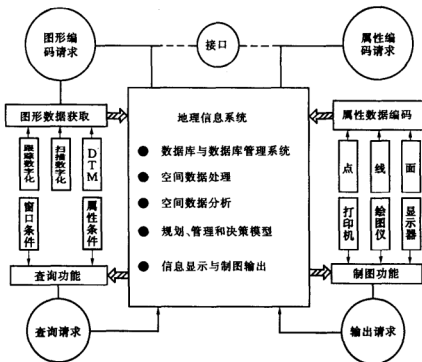 图形编
码请求
接口
属性编
码请求
图形数据获取
地理信息系统
属性数据编码
跟踪数字化
扫描数字化
DTM
● 数据库与数据库管理系统
● 空间数据处理
● 空间数据分析
● 规划、管理和决策模型
● 信息显示与制图输出
点
线
面
窗口条件
属性条件
打印机
绘图仪
显示器
查询功能
制图功能
查询请求
输出请求